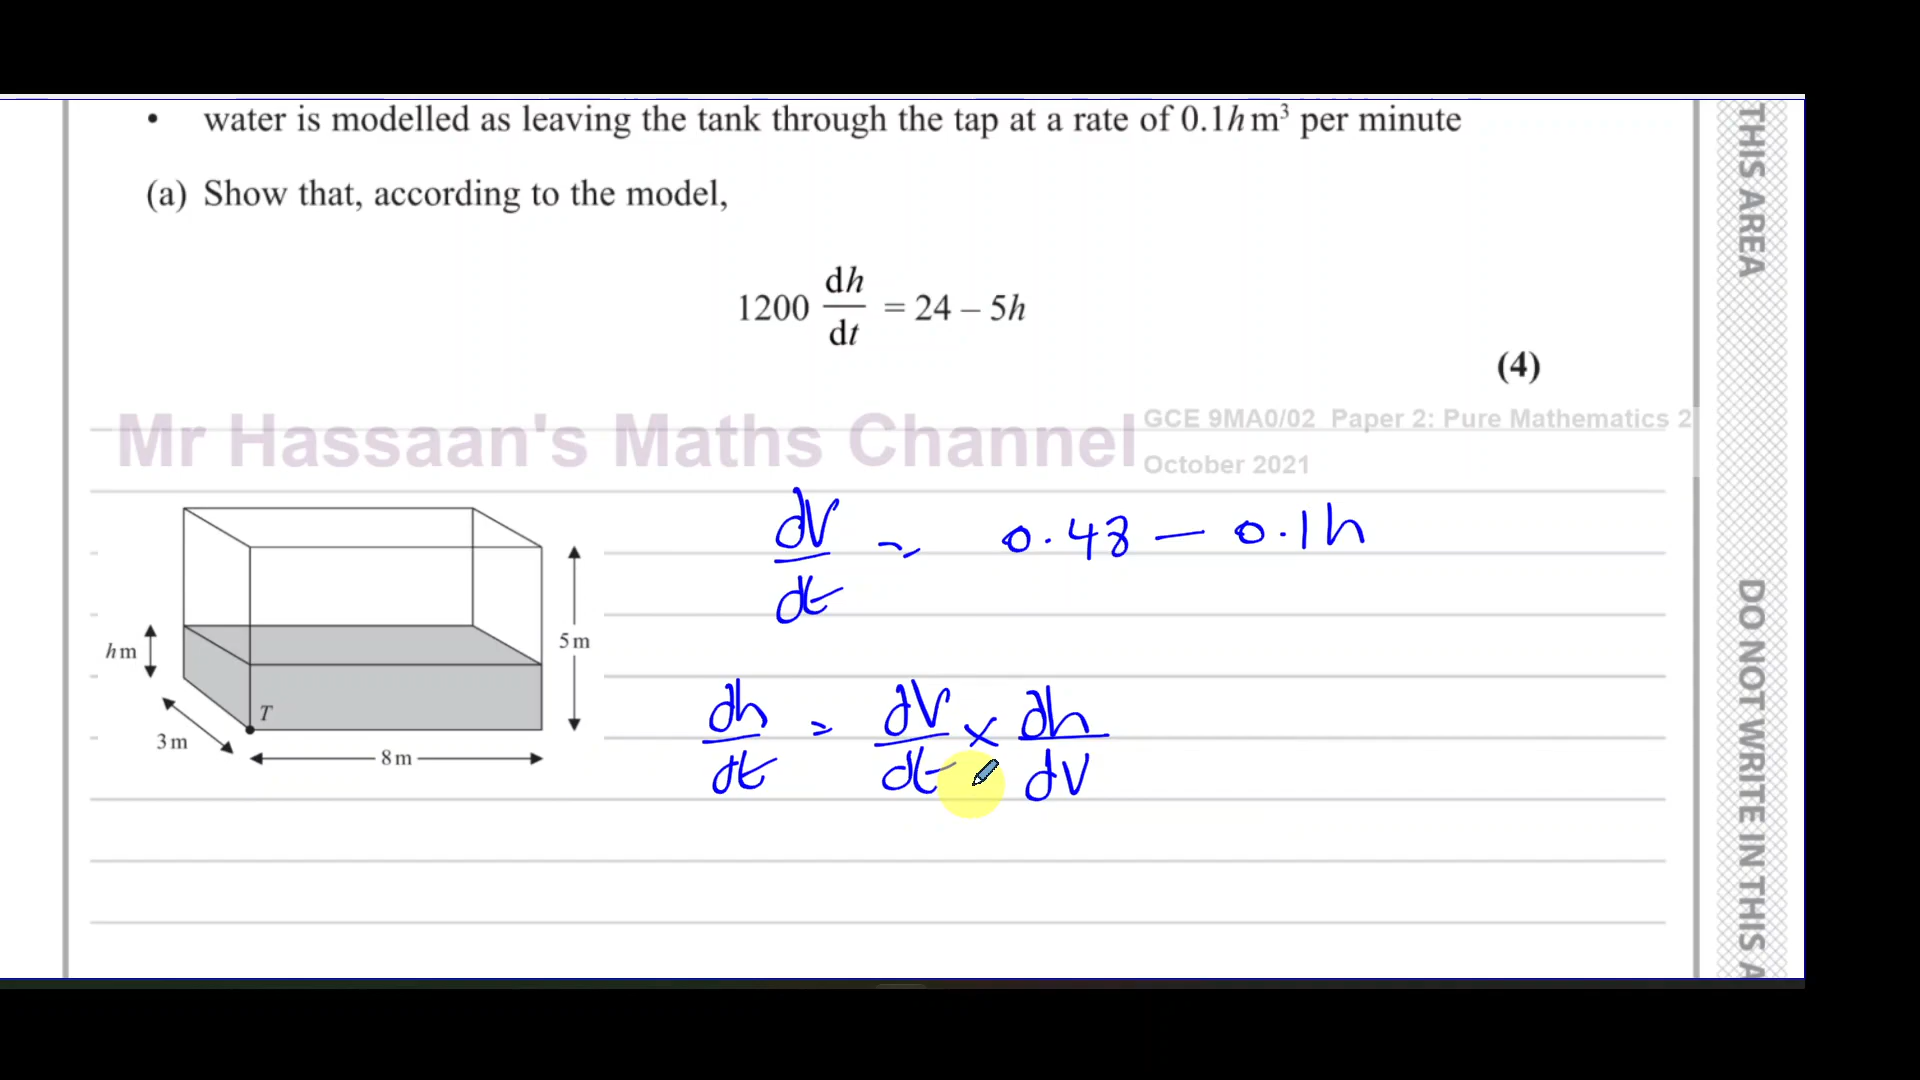 • water is modelled as leaving the tank through the tap at a rate of 0.1h m³ per minute
(a) Show that, according to the model,
1200 dh/dt = 24 – 5h
(4)
Mr Hassaan's Maths Channel
GCE 9MA0/02 Paper 2: Pure Mathematics 2
October 2021
dV/dt = 0.48 – 0.1h
h m
5 m
T
3 m
8 m
dh/dt = dV/dt × dh/dV
THIS AREA
DO NOT WRITE IN THIS A